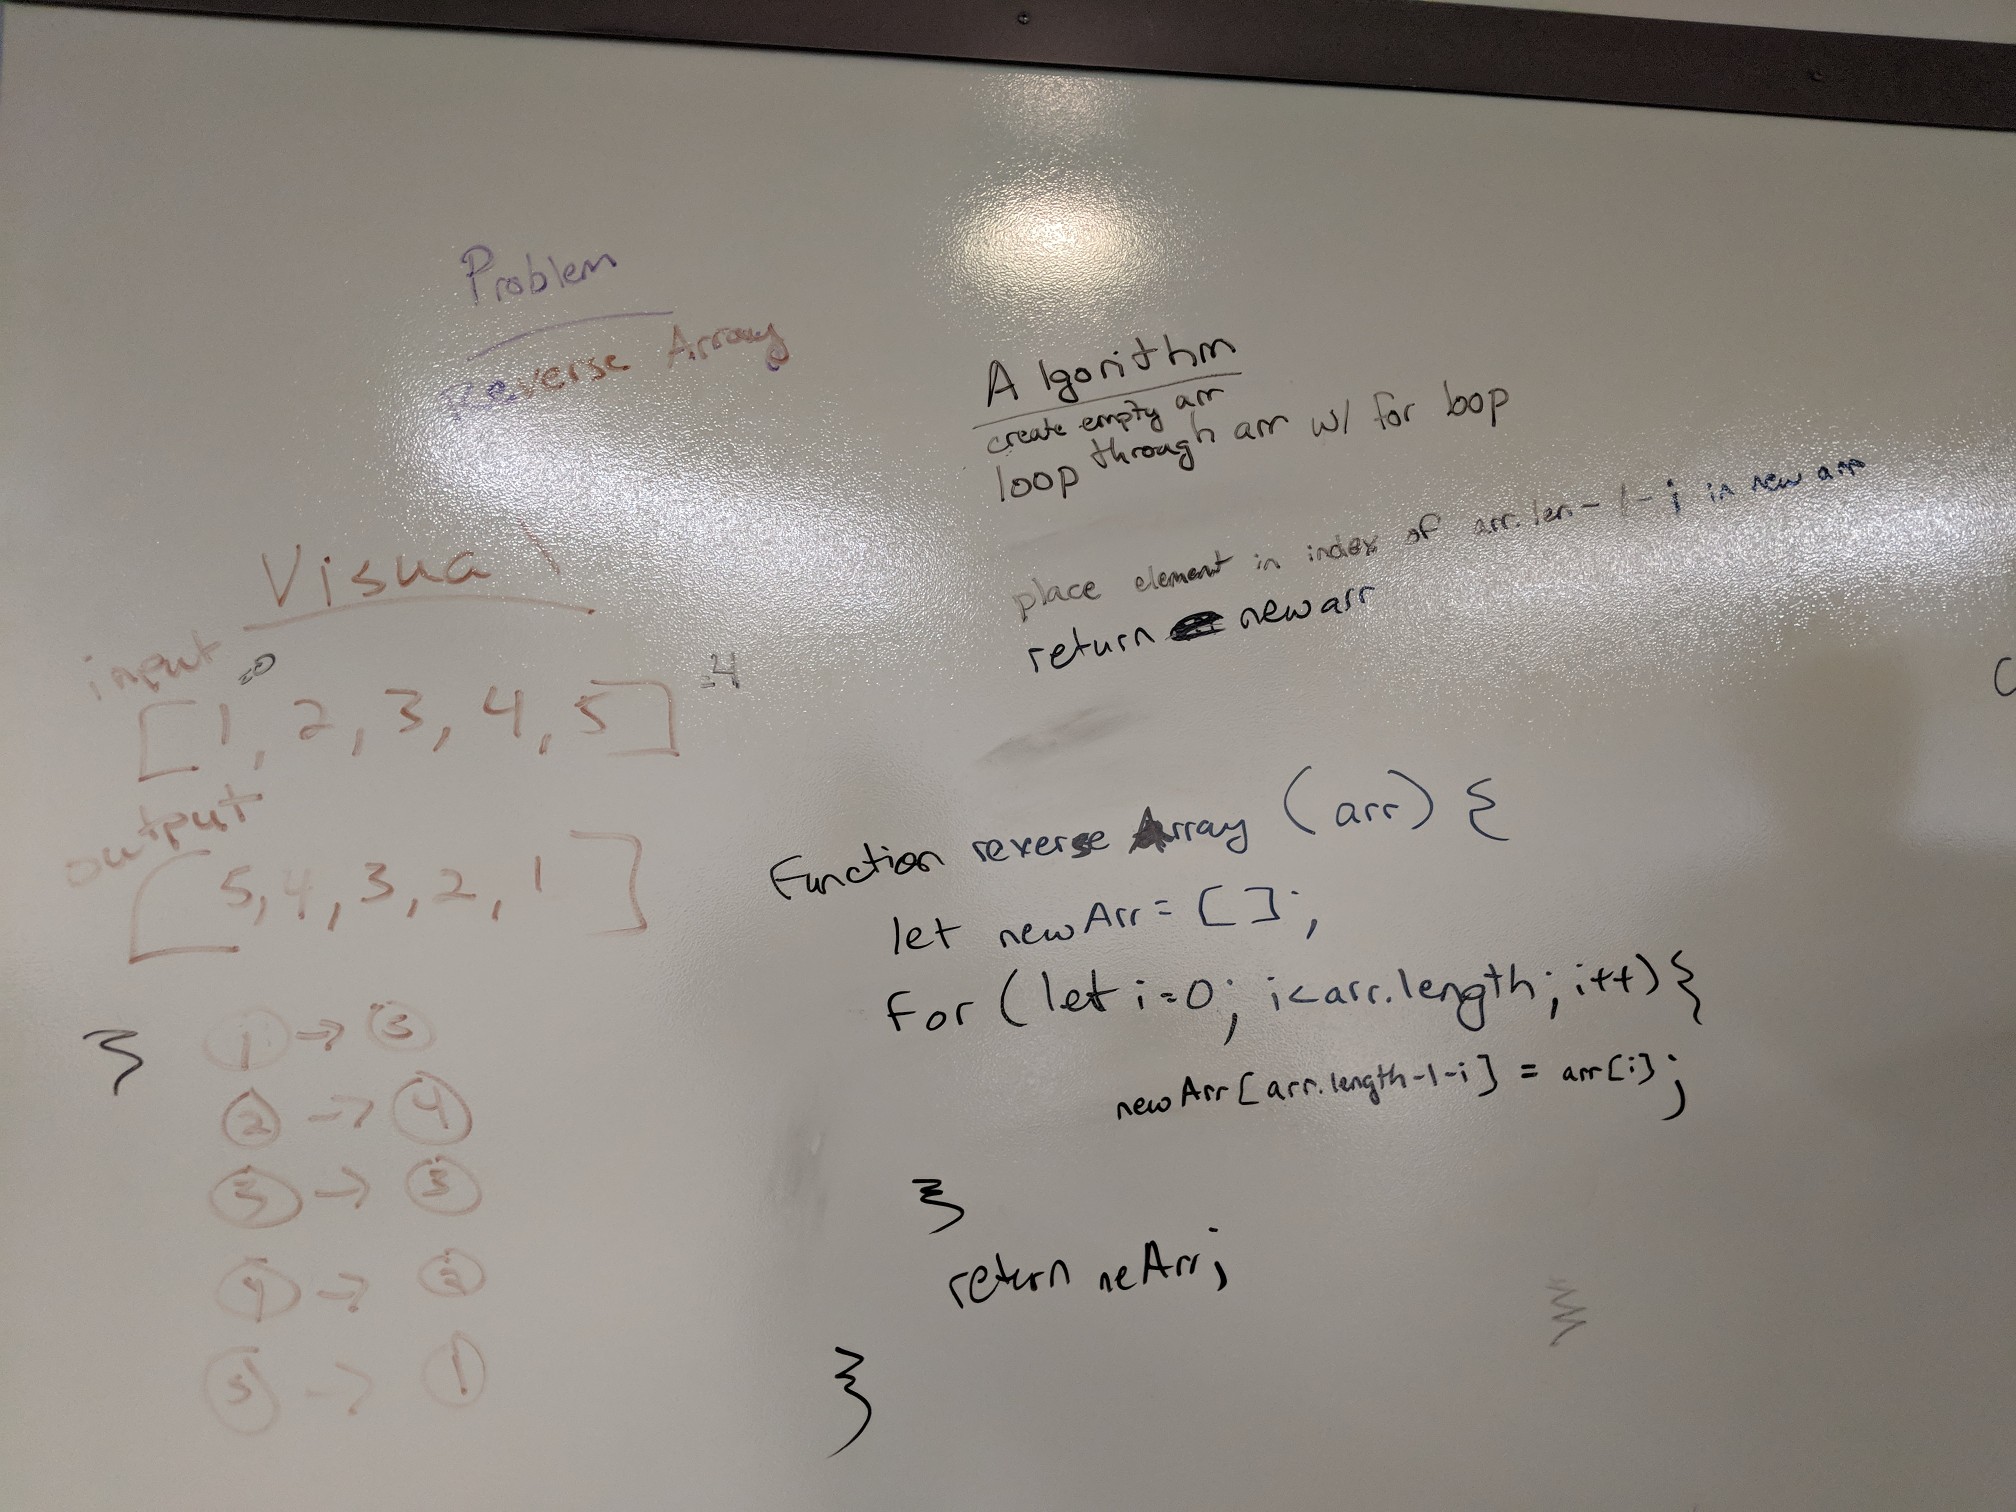 Problem
Reverse Array
Visual
input
=0
=4
[1, 2, 3, 4, 5]
output
[5, 4, 3, 2, 1]
}
1 → 5
2 → 4
3 → 3
4 → 2
5 → 1
Algorithm
create empty arr
loop through arr w/ for loop
place element in index of arr.len-1-i in new arr
return new arr
Function reverse Array (arr) {
let newArr = [ ];
For (let i=0; i<arr.length; i++) {
newArr[arr.length-1-i] = arr[i];
}
return neArr;
}